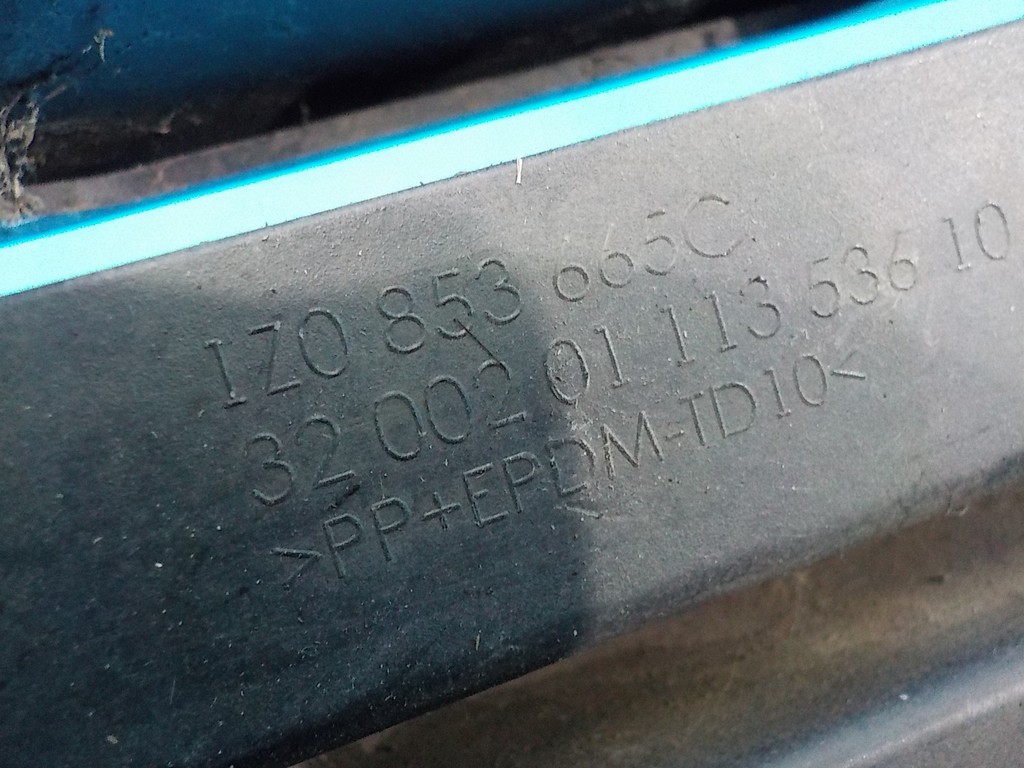 1Z0 853 665C
32 002 01 113 536 10
>PP+EPDM-TD10<